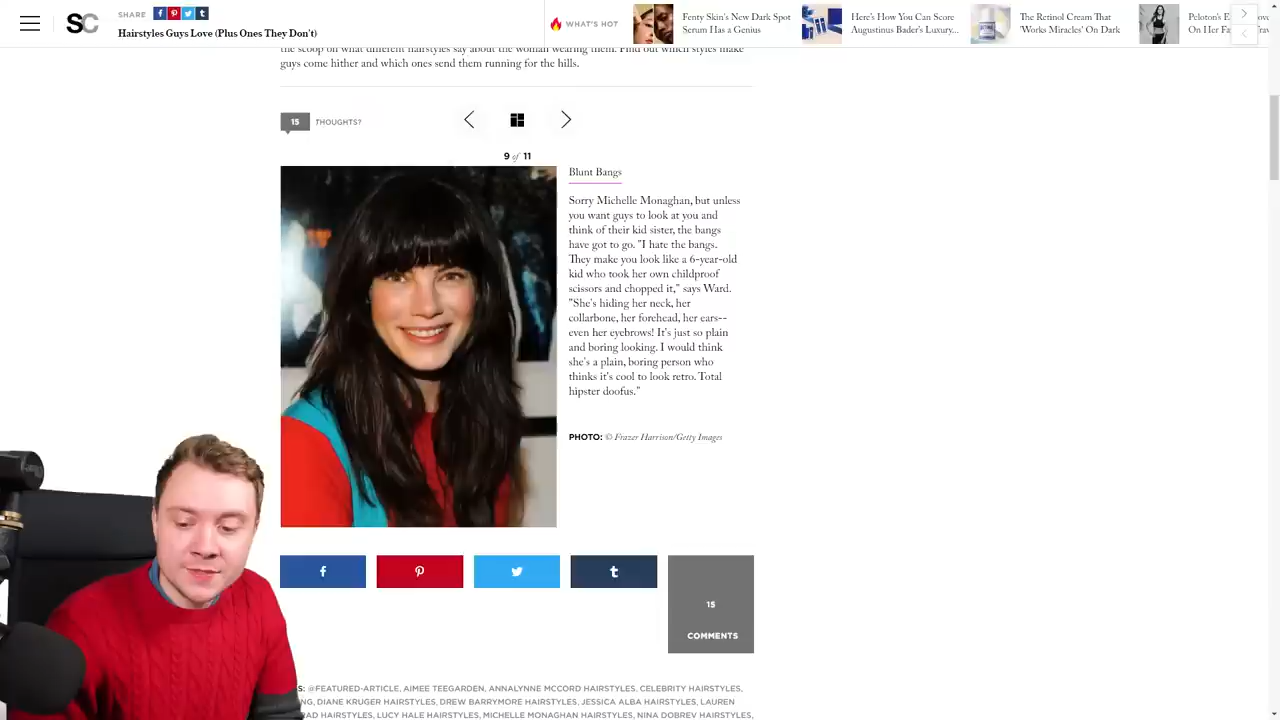 SHARE
SC
Hairstyles Guys Love (Plus Ones They Don't)
WHAT'S HOT
Fenty Skin's New Dark Spot
Serum Has a Genius
Here's How You Can Score
Augustinus Bader's Luxury...
The Retinol Cream That
'Works Miracles' On Dark
Peloton's
On Her
the scoop on what different hairstyles say about the woman wearing them. Find out which styles make
guys come hither and which ones send them running for the hills.
15 THOUGHTS?
9 of 11
Blunt Bangs
Sorry Michelle Monaghan, but unless
you want guys to look at you and
think of their kid sister, the bangs
have got to go. "I hate the bangs.
They make you look like a 6-year-old
kid who took her own childproof
scissors and chopped it," says Ward.
"She's hiding her neck, her
collarbone, her forehead, her ears--
even her eyebrows! It's just so plain
and boring looking. I would think
she's a plain, boring person who
thinks it's cool to look retro. Total
hipster doofus."
PHOTO: © Frazer Harrison/Getty Images
15
COMMENTS
@FEATURED-ARTICLE, AIMEE TEEGARDEN, ANNALYNNE MCCORD HAIRSTYLES, CELEBRITY HAIRSTYLES,
DIANE KRUGER HAIRSTYLES, DREW BARRYMORE HAIRSTYLES, JESSICA ALBA HAIRSTYLES, LAUREN
HAIRSTYLES, LUCY HALE HAIRSTYLES, MICHELLE MONAGHAN HAIRSTYLES, NINA DOBREV HAIRSTYLES,